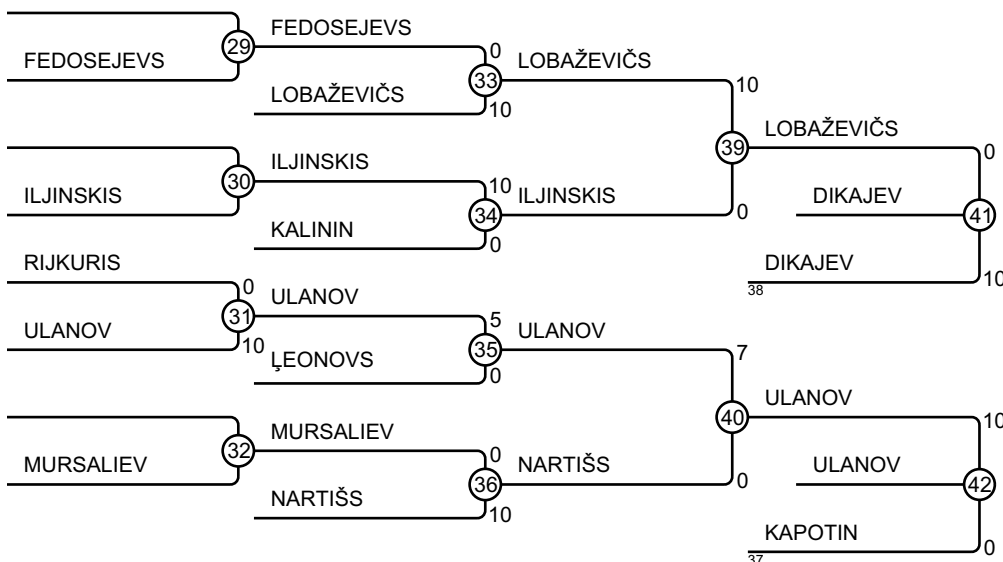 FEDOSEJEVS
0
29
LOBAŽEVIČS
FEDOSEJEVS
33
10
LOBAŽEVIČS
10
LOBAŽEVIČS
39
0
ILJINSKIS
10
DIKAJEV
30
ILJINSKIS
41
ILJINSKIS
34
0
KALININ
0
RIJKURIS
DIKAJEV
0
38
10
ULANOV
31
5
ULANOV
ULANOV
10
35
7
ĻEONOVS
0
ULANOV
40
10
MURSALIEV
32
0
NARTIŠS
ULANOV
MURSALIEV
36
0
42
NARTIŠS
10
KAPOTIN
37
0